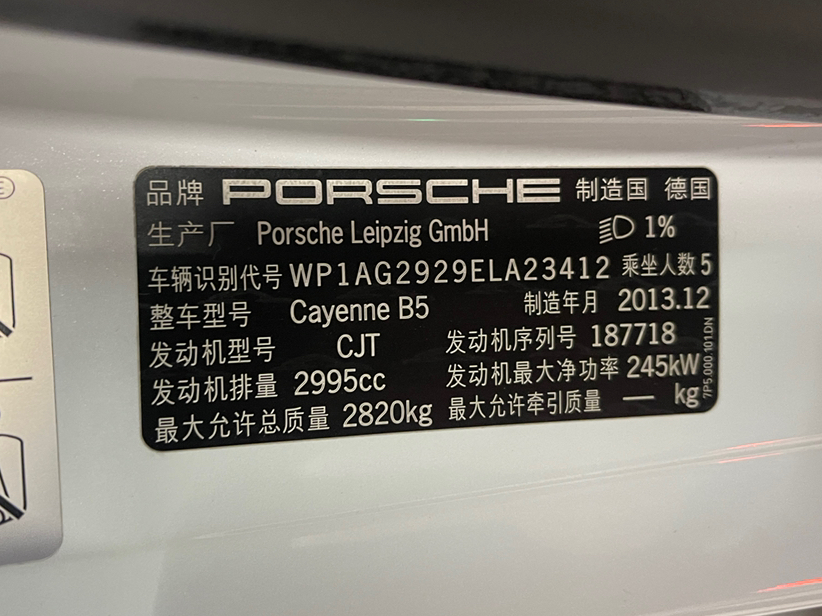 品牌 PORSCHE 制造国 德国
生产厂 Porsche Leipzig GmbH 1%
车辆识别代号 WP1AG2929ELA23412 乘坐人数 5
整车型号 Cayenne B5 制造年月 2013.12
发动机型号 CJT 发动机序列号 187718
发动机排量 2995cc 发动机最大净功率 245kW
最大允许总质量 2820kg 最大允许牵引质量 — kg
7P5.000.101.DN